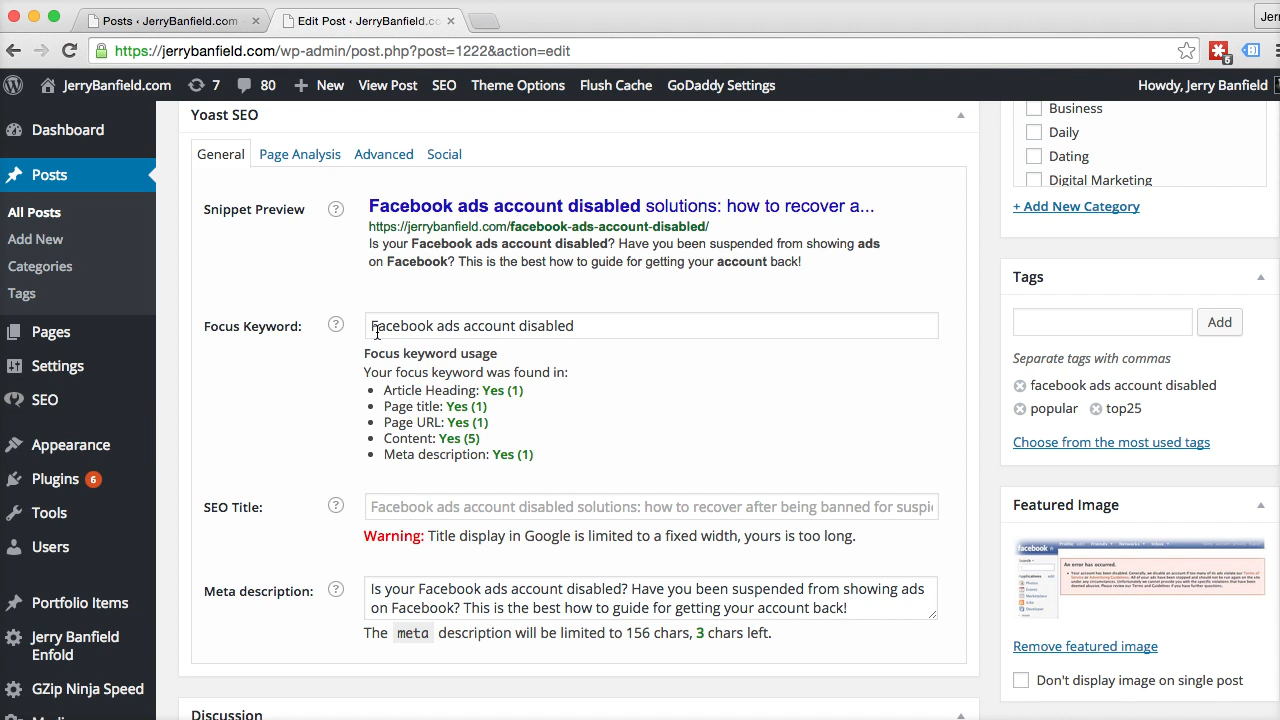 Posts ‹ JerryBanfield.com
Edit Post ‹ JerryBanfield.co
Jer
https://jerrybanfield.com/wp-admin/post.php?post=1222&action=edit
5
JerryBanfield.com 7 80 New View Post SEO Theme Options Flush Cache GoDaddy Settings Howdy, Jerry Banfield
Dashboard
Posts
All Posts
Add New
Categories
Tags
Pages
Settings
SEO
Appearance
Plugins 6
Tools
Users
Portfolio Items
Jerry Banfield
Enfold
GZip Ninja Speed
Yoast SEO
General Page Analysis Advanced Social
Snippet Preview ?
Facebook ads account disabled solutions: how to recover a...
https://jerrybanfield.com/facebook-ads-account-disabled/
Is your Facebook ads account disabled? Have you been suspended from showing ads
on Facebook? This is the best how to guide for getting your account back!
Focus Keyword: ? Facebook ads account disabled
Focus keyword usage
Your focus keyword was found in:
Article Heading: Yes (1)
Page title: Yes (1)
Page URL: Yes (1)
Content: Yes (5)
Meta description: Yes (1)
SEO Title: ? Facebook ads account disabled solutions: how to recover after being banned for suspi
Warning: Title display in Google is limited to a fixed width, yours is too long.
Meta description: ? Is your Facebook ads account disabled? Have you been suspended from showing ads
on Facebook? This is the best how to guide for getting your account back!
The meta description will be limited to 156 chars, 3 chars left.
Discussion
Business
Daily
Dating
Digital Marketing
+ Add New Category
Tags
Add
Separate tags with commas
facebook ads account disabled
popular top25
Choose from the most used tags
Featured Image
facebook
An error has occurred.
Remove featured image
Don't display image on single post